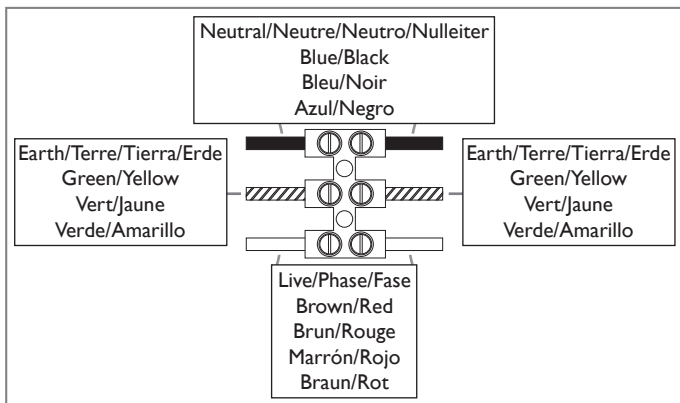 Neutral/Neutre/Neutro/Nulleiter
Blue/Black
Bleu/Noir
Azul/Negro
Earth/Terre/Tierra/Erde
Green/Yellow
Vert/Jaune
Verde/Amarillo
Earth/Terre/Tierra/Erde
Green/Yellow
Vert/Jaune
Verde/Amarillo
Live/Phase/Fase
Brown/Red
Brun/Rouge
Marrón/Rojo
Braun/Rot